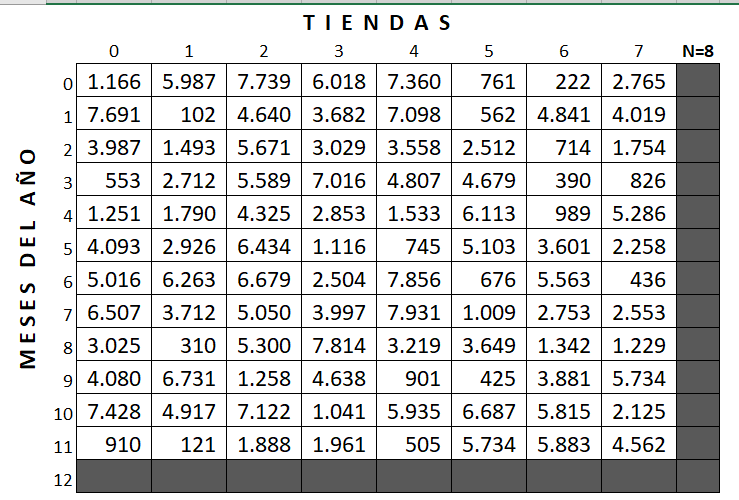 T I E N D A S
0 1 2 3 4 5 6 7 N=8
MESES DEL AÑO
0 1.166 5.987 7.739 6.018 7.360 761 222 2.765
1 7.691 102 4.640 3.682 7.098 562 4.841 4.019
2 3.987 1.493 5.671 3.029 3.558 2.512 714 1.754
3 553 2.712 5.589 7.016 4.807 4.679 390 826
4 1.251 1.790 4.325 2.853 1.533 6.113 989 5.286
5 4.093 2.926 6.434 1.116 745 5.103 3.601 2.258
6 5.016 6.263 6.679 2.504 7.856 676 5.563 436
7 6.507 3.712 5.050 3.997 7.931 1.009 2.753 2.553
8 3.025 310 5.300 7.814 3.219 3.649 1.342 1.229
9 4.080 6.731 1.258 4.638 901 425 3.881 5.734
10 7.428 4.917 7.122 1.041 5.935 6.687 5.815 2.125
11 910 121 1.888 1.961 505 5.734 5.883 4.562
12